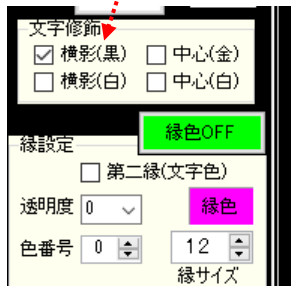 文字修飾
横影(黒) 中心(金)
横影(白) 中心(白)
縁色OFF
縁設定
第二縁(文字色)
透明度 0 縁色
色番号 0 12
縁サイズ